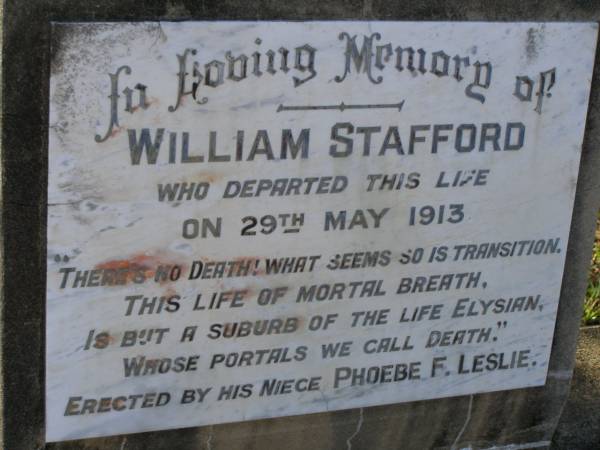 In Loving Memory of
WILLIAM STAFFORD
WHO DEPARTED THIS LIFE
ON 29TH MAY 1913
"THERE'S NO DEATH! WHAT SEEMS SO IS TRANSITION.
THIS LIFE OF MORTAL BREATH,
IS BUT A SUBURB OF THE LIFE ELYSIAN,
WHOSE PORTALS WE CALL DEATH."
ERECTED BY HIS NIECE PHOEBE F. LESLIE.